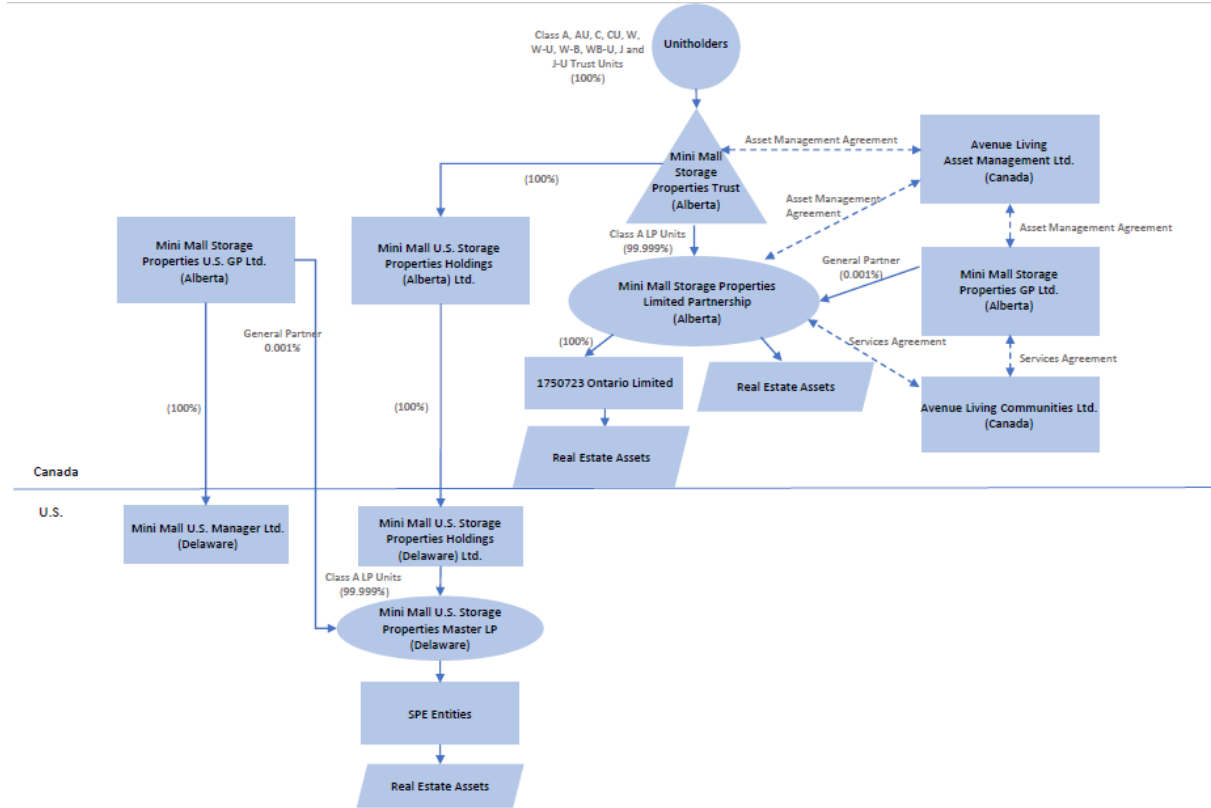 Class A, AU, C, CU, W,
W-U, W-B, WB-U, J and
J-U Trust Units
(100%)
Unitholders
Mini Mall
Storage
Properties Trust
(Alberta)
Asset Management Agreement
Avenue Living
Asset Management Ltd.
(Canada)
(100%)
Asset Management
Agreement
Asset Management Agreement
Mini Mall Storage
Properties U.S. GP Ltd.
(Alberta)
Mini Mall U.S. Storage
Properties Holdings
(Alberta) Ltd.
Class A LP Units
(99.999%)
General Partner
(0.001%)
Mini Mall Storage
Properties GP Ltd.
(Alberta)
Mini Mall Storage Properties
Limited Partnership
(Alberta)
General Partner
0.001%
(100%)
Services Agreement
Services Agreement
1750723 Ontario Limited
Real Estate Assets
Avenue Living Communities Ltd.
(Canada)
(100%)
(100%)
Real Estate Assets
Canada
U.S.
Mini Mall U.S. Manager Ltd.
(Delaware)
Mini Mall U.S. Storage
Properties Holdings
(Delaware) Ltd.
Class A LP Units
(99.999%)
Mini Mall U.S. Storage
Properties Master LP
(Delaware)
SPE Entities
Real Estate Assets